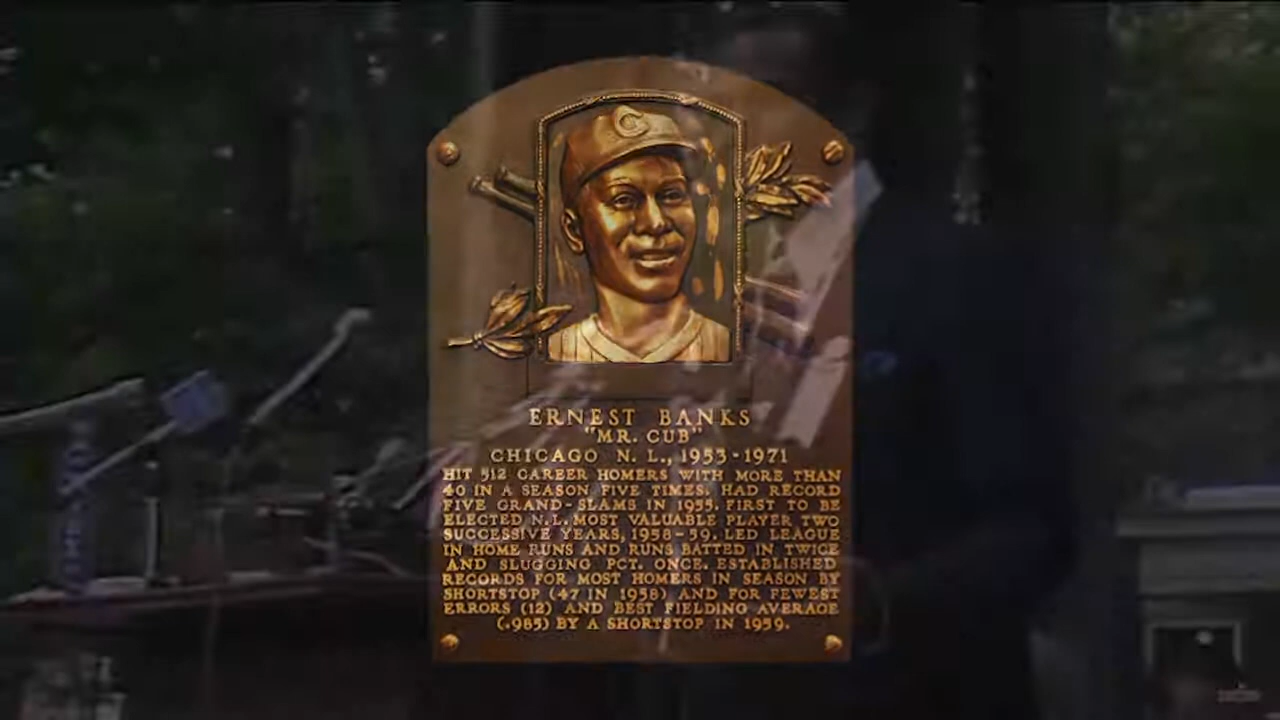 C
ERNEST BANKS
"MR. CUB"
CHICAGO N. L., 1953-1971
HIT 512 CAREER HOMERS WITH MORE THAN
40 IN A SEASON FIVE TIMES. HAD RECORD
FIVE GRAND-SLAMS IN 1955. FIRST TO BE
ELECTED N.L. MOST VALUABLE PLAYER TWO
SUCCESSIVE YEARS, 1958-59. LED LEAGUE
IN HOME RUNS AND RUNS BATTED IN TWICE
AND SLUGGING PCT. ONCE. ESTABLISHED
RECORDS FOR MOST HOMERS IN SEASON BY
SHORTSTOP (47 IN 1958) AND FOR FEWEST
ERRORS (12) AND BEST FIELDING AVERAGE
(.985) BY A SHORTSTOP IN 1959.